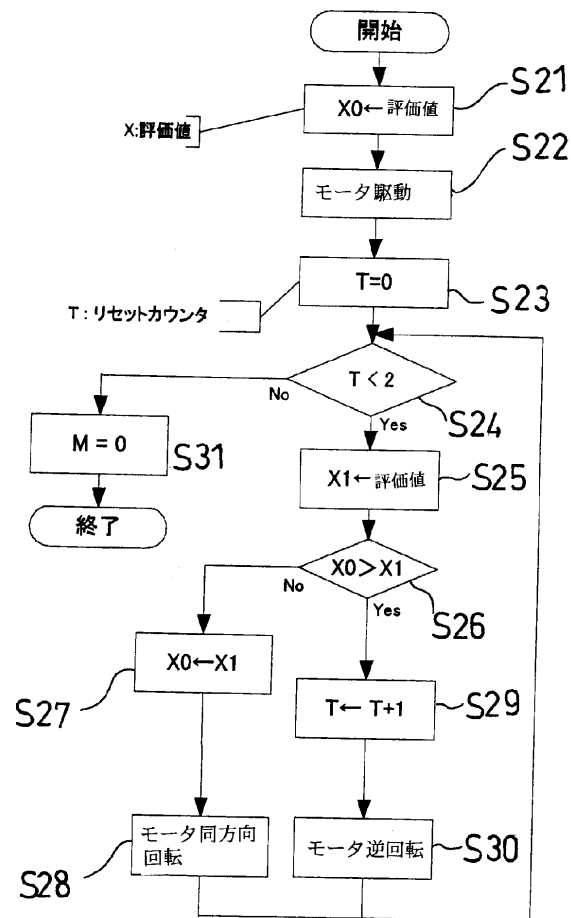 開始
S21
X0←評価値
X:評価値
S22
モータ駆動
T=0
S23
T：リセットカウンタ
T＜2
No
S24
Yes
M = 0
S31
X1←評価値
S25
終了
X0＞X1
No
Yes
S26
X0←X1
S27
T← T+1
S29
モータ同方向
回転
S28
モータ逆回転
S30